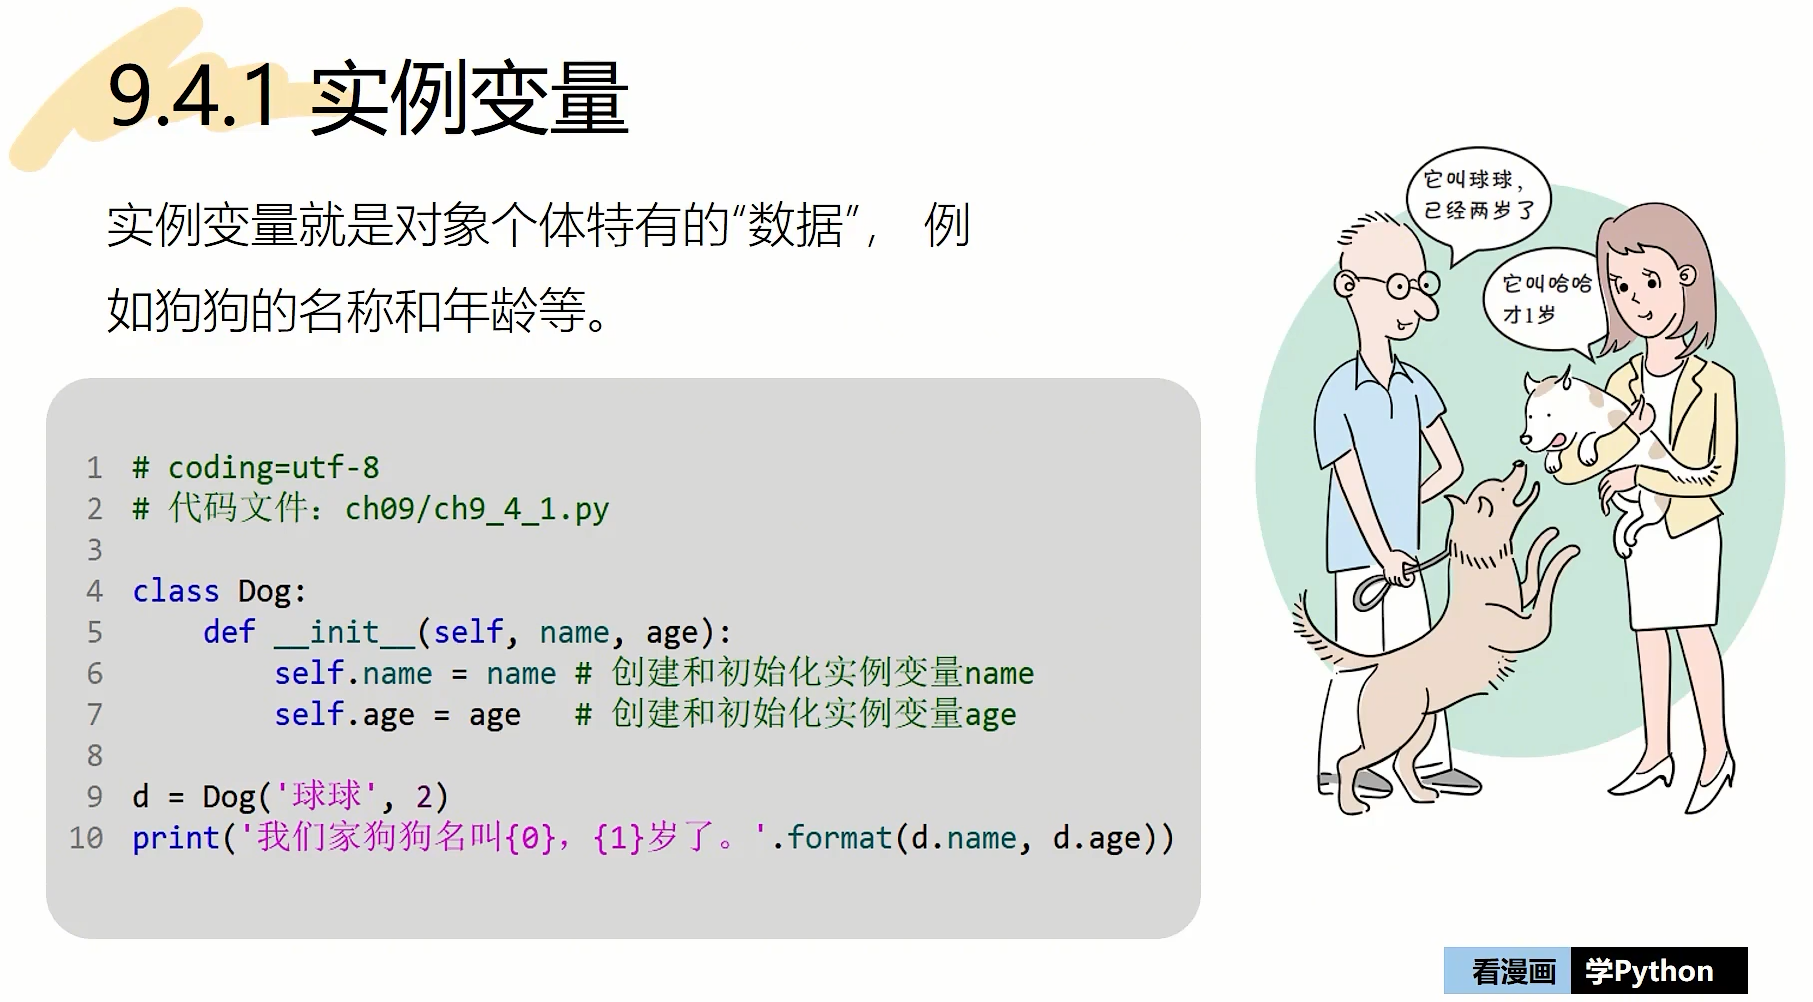 9.4.1 实例变量
实例变量就是对象个体特有的“数据”， 例
如狗狗的名称和年龄等。
1 # coding=utf-8
2 # 代码文件：ch09/ch9_4_1.py
3
4 class Dog:
5     def __init__(self, name, age):
6         self.name = name # 创建和初始化实例变量name
7         self.age = age   # 创建和初始化实例变量age
8
9 d = Dog('球球', 2)
10 print('我们家狗狗名叫{0}，{1}岁了。'.format(d.name, d.age))
它叫球球，
已经两岁了
它叫哈哈
才1岁
看漫画 学Python